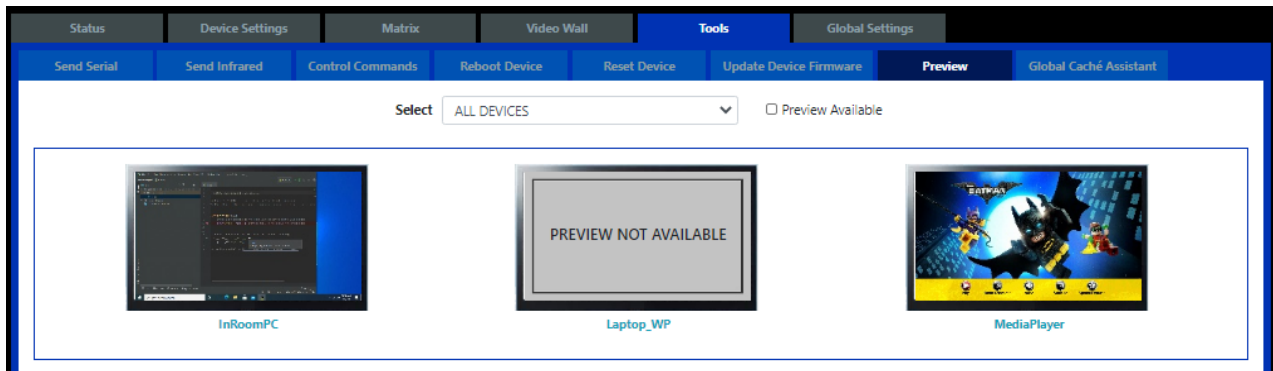 Status Device Settings Matrix Video Wall Tools Global Settings
Send Serial Send Infrared Control Commands Reboot Device Reset Device Update Device Firmware Preview Global Caché Assistant
Select ALL DEVICES Preview Available
PREVIEW NOT AVAILABLE
BATMAN
InRoomPC Laptop_WP MediaPlayer